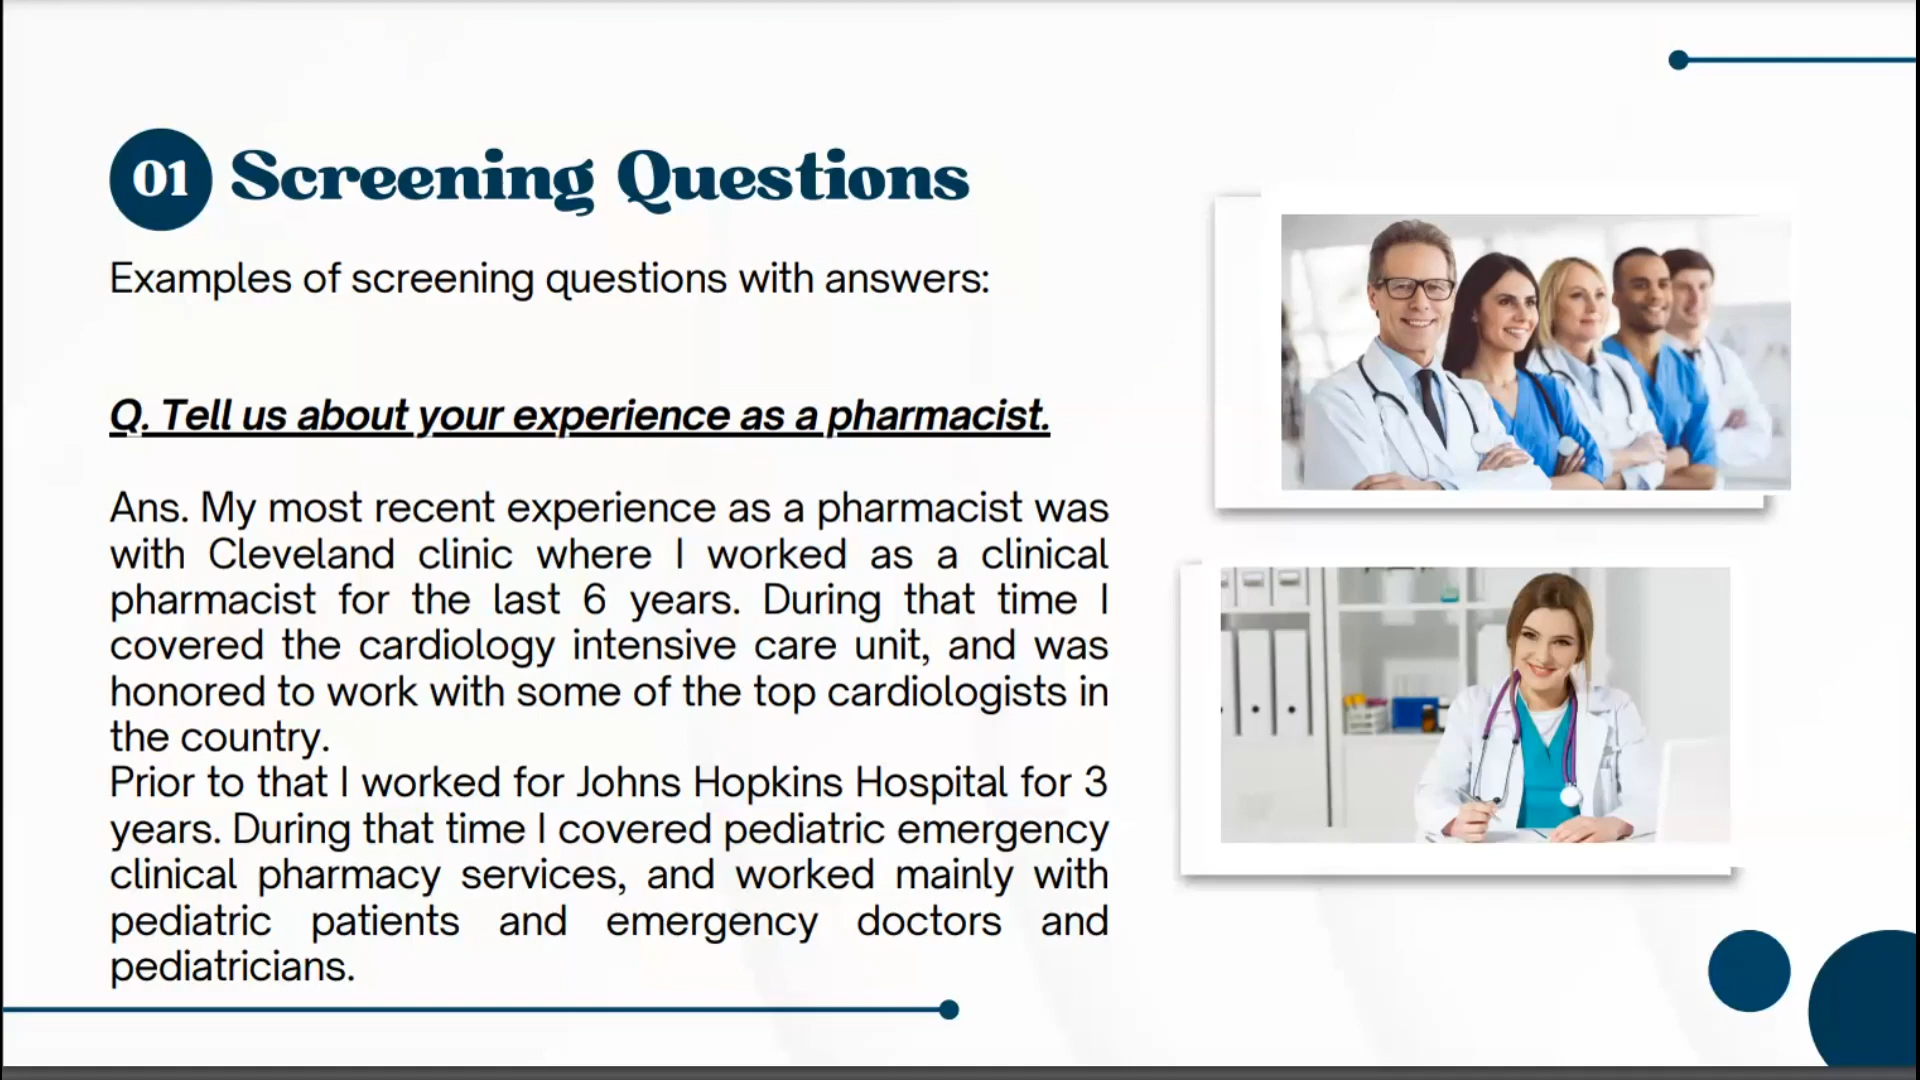 01 Screening Questions
Examples of screening questions with answers:
Q. Tell us about your experience as a pharmacist.
Ans. My most recent experience as a pharmacist was
with Cleveland clinic where I worked as a clinical
pharmacist for the last 6 years. During that time I
covered the cardiology intensive care unit, and was
honored to work with some of the top cardiologists in
the country.
Prior to that I worked for Johns Hopkins Hospital for 3
years. During that time I covered pediatric emergency
clinical pharmacy services, and worked mainly with
pediatric patients and emergency doctors and
pediatricians.